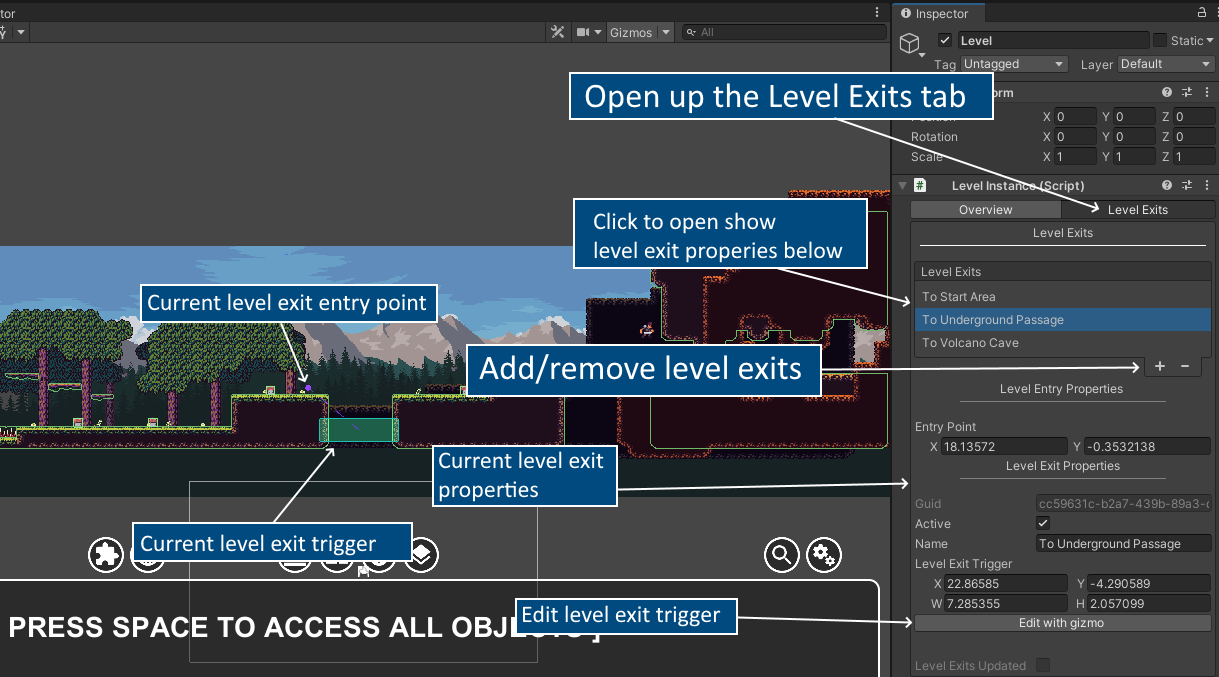 tor
Gizmos
All
Inspector
Level
Static
Tag Untagged
Layer Default
Open up the Level Exits tab
orm
X 0 Y 0 Z 0
Rotation
X 0 Y 0 Z 0
Scale
X 1 Y 1 Z 1
# Level Instance (Script)
Overview
Level Exits
Level Exits
Click to open show
level exit properies below
Level Exits
To Start Area
To Underground Passage
To Volcano Cave
Current level exit entry point
Add/remove level exits
+ −
Level Entry Properties
Entry Point
X 18.13572 Y -0.3532138
Level Exit Properties
Current level exit
properties
Guid cc59631c-b2a7-439b-89a3-c
Active
Name To Underground Passage
Level Exit Trigger
X 22.86585 Y -4.290589
W 7.285355 H 2.057099
Current level exit trigger
Edit level exit trigger
Edit with gizmo
PRESS SPACE TO ACCESS ALL OBJECTS ]
Level Exits Updated